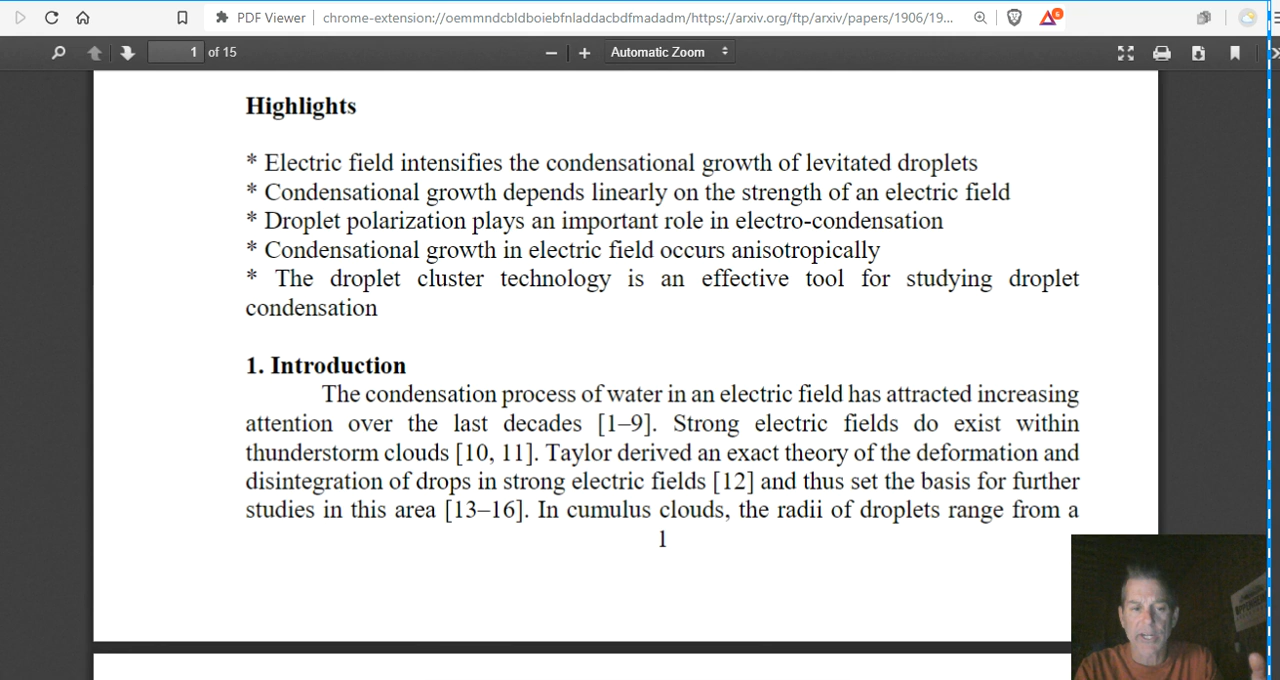 PDF Viewer chrome-extension://oemmndcbldboiebfnladdacbdfmadadm/https://arxiv.org/ftp/arxiv/papers/1906/19... 6
1 of 15 Automatic Zoom
Highlights
* Electric field intensifies the condensational growth of levitated droplets
* Condensational growth depends linearly on the strength of an electric field
* Droplet polarization plays an important role in electro-condensation
* Condensational growth in electric field occurs anisotropically
* The droplet cluster technology is an effective tool for studying droplet
condensation
1. Introduction
The condensation process of water in an electric field has attracted increasing
attention over the last decades [1–9]. Strong electric fields do exist within
thunderstorm clouds [10, 11]. Taylor derived an exact theory of the deformation and
disintegration of drops in strong electric fields [12] and thus set the basis for further
studies in this area [13–16]. In cumulus clouds, the radii of droplets range from a
1